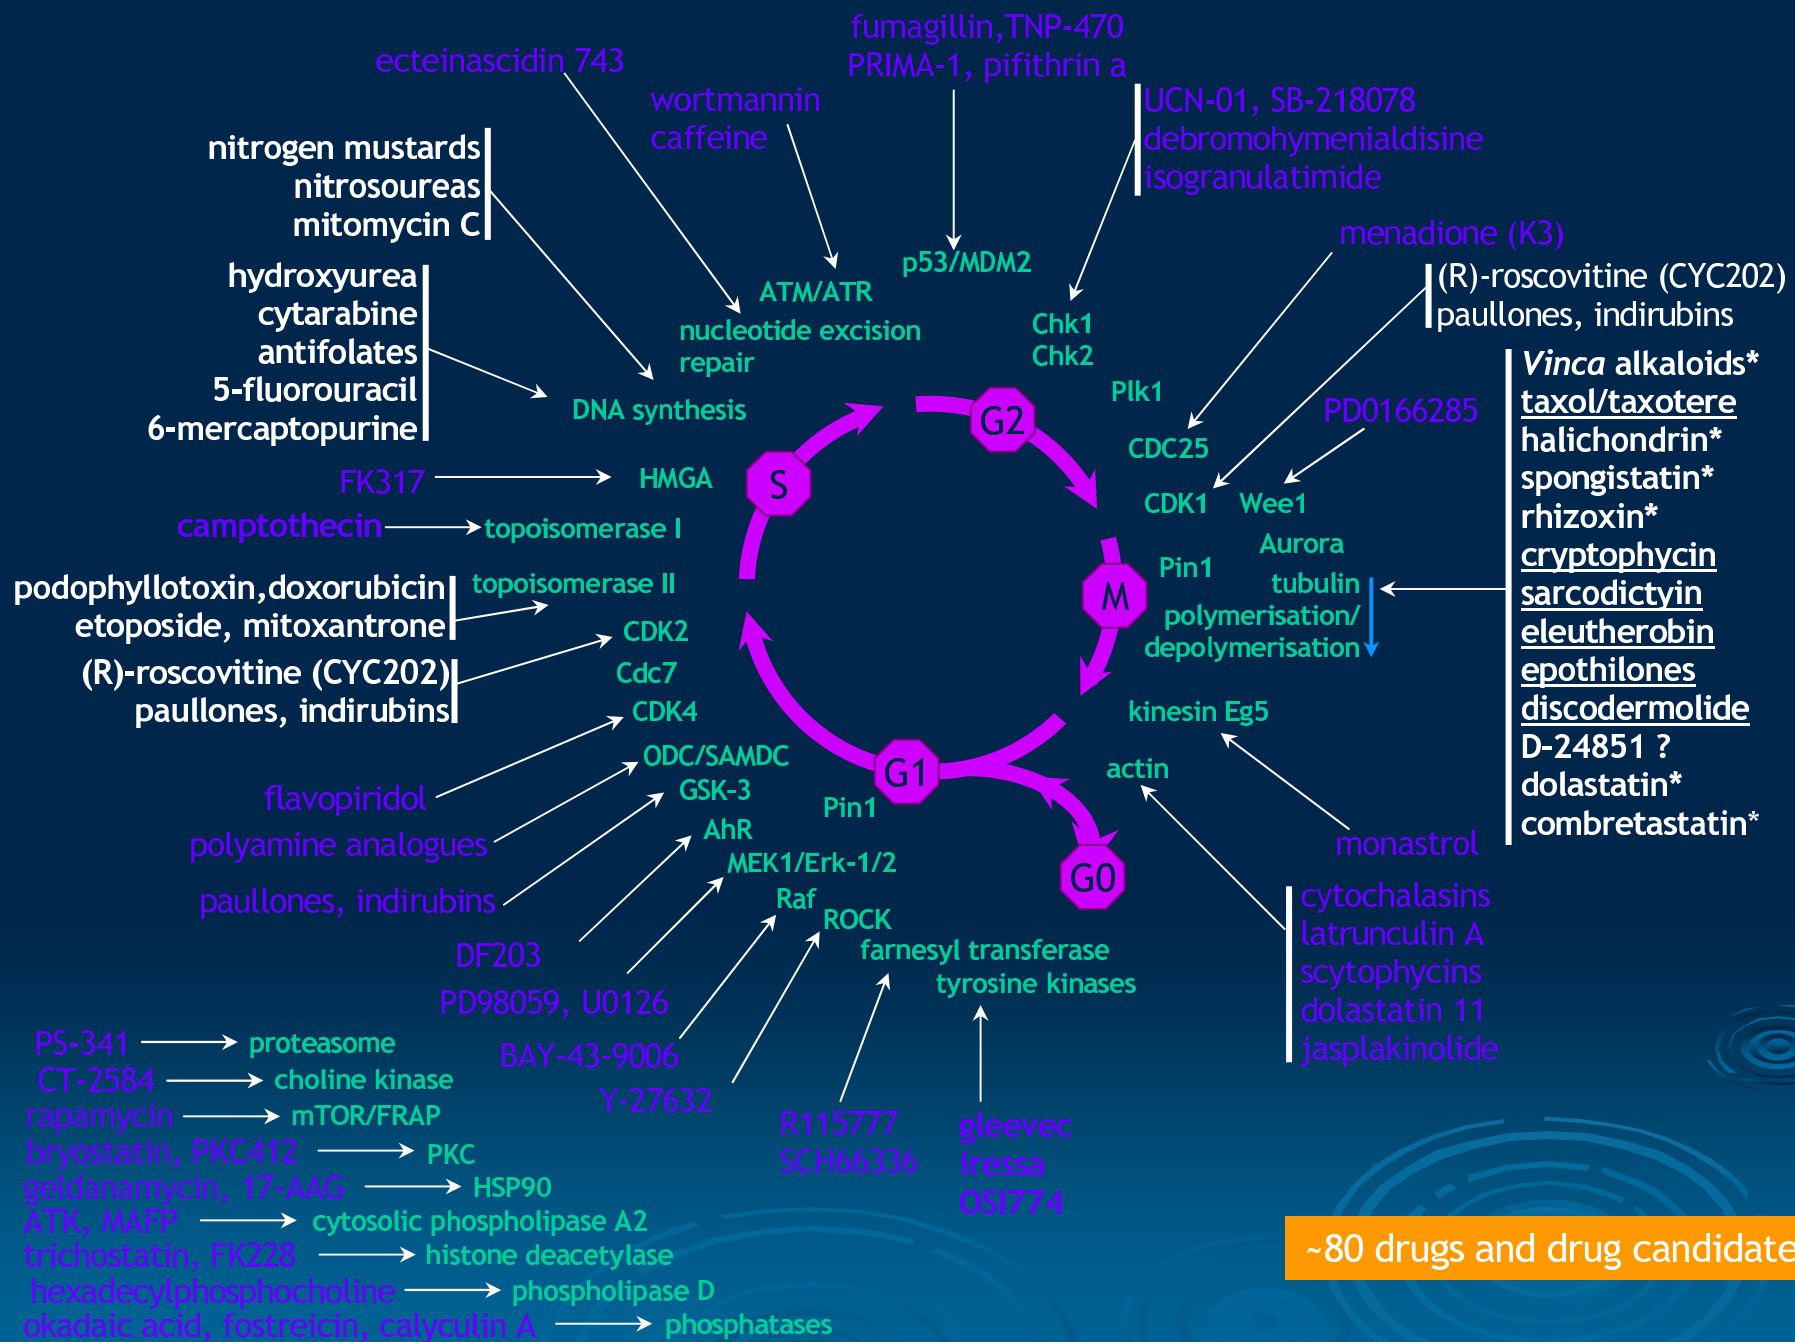 fumagillin,TNP-470
PRIMA-1, pifithrin a
ecteinascidin 743
wortmannin
caffeine
UCN-01, SB-218078
debromohymenialdisine
isogranulatimide
nitrogen mustards
nitrosoureas
mitomycin C
menadione (K3)
(R)-roscovitine (CYC202)
paullones, indirubins
hydroxyurea
cytarabine
antifolates
5-fluorouracil
6-mercaptopurine
p53/MDM2
ATM/ATR
nucleotide excision
repair
Chk1
Chk2
Plk1
DNA synthesis
PD0166285
CDC25
Vinca alkaloids*
taxol/taxotere
halichondrin*
spongistatin*
rhizoxin*
cryptophycin
sarcodictyin
eleutherobin
epothilones
discodermolide
D-24851 ?
dolastatin*
combretastatin*
G2
S
M
G1
G0
FK317
HMGA
CDK1
Wee1
Aurora
camptothecin
topoisomerase I
Pin1
tubulin
polymerisation/
depolymerisation
podophyllotoxin,doxorubicin
etoposide, mitoxantrone
topoisomerase II
CDK2
(R)-roscovitine (CYC202)
paullones, indirubins
Cdc7
CDK4
kinesin Eg5
ODC/SAMDC
actin
flavopiridol
GSK-3
Pin1
polyamine analogues
AhR
monastrol
MEK1/Erk-1/2
paullones, indirubins
Raf
ROCK
cytochalasins
latrunculin A
scytophycins
dolastatin 11
jasplakinolide
DF203
farnesyl transferase
tyrosine kinases
PD98059, U0126
BAY-43-9006
Y-27632
R115777
SCH66336
gleevec
iressa
OSI774
PS-341
proteasome
CT-2584
choline kinase
rapamycin
mTOR/FRAP
bryostatin, PKC412
PKC
geldanamycin, 17-AAG
HSP90
ATK, MAFP
cytosolic phospholipase A2
trichostatin, FK228
histone deacetylase
hexadecylphosphocholine
phospholipase D
okadaic acid, fostreicin, calyculin A
phosphatases
~80 drugs and drug candidate